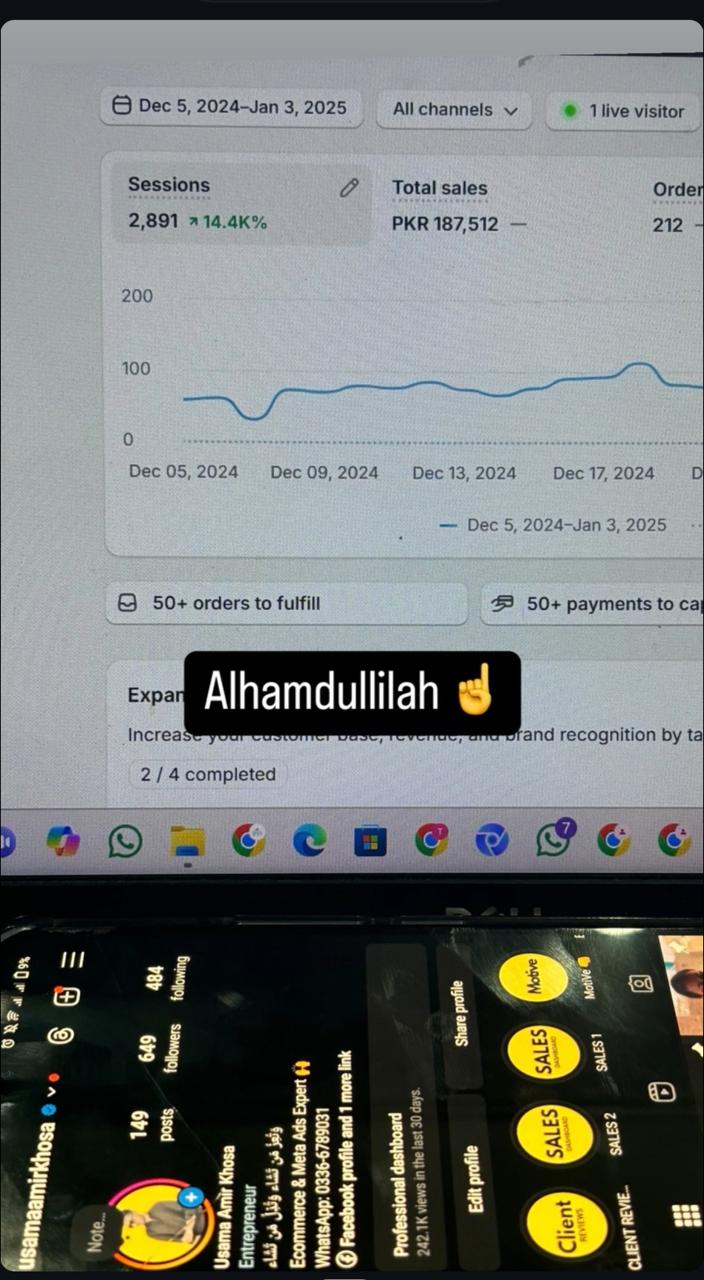 Dec 5, 2024–Jan 3, 2025
All channels
1 live visitor
Sessions
2,891 14.4K%
Total sales
PKR 187,512 —
Order
212
200
100
0
Dec 05, 2024
Dec 09, 2024
Dec 13, 2024
Dec 17, 2024
D
Dec 5, 2024–Jan 3, 2025
50+ orders to fulfill
50+ payments to ca
Alhamdullilah ☝️
Expan
Increase your customer base, revenue, and brand recognition by ta
2 / 4 completed
7
DELL
9%
usamaamirkhosa
Note...
149
posts
649
followers
484
following
Usama Amir Khosa
Entrepreneur
وَتُعِزُّ مَن تَشَاء وَتُذِلُّ مَن تَشَاء
Ecommerce & Meta Ads Expert
WhatsApp: 0336-6789031
Facebook profile and 1 more link
Professional dashboard
242.1K views in the last 30 days.
Edit profile
Share profile
Client
REVIEWS
CLIENT REVIE...
SALES
DASHBOARD
SALES 2
SALES
DASHBOARD
SALES 1
Motive
Motive